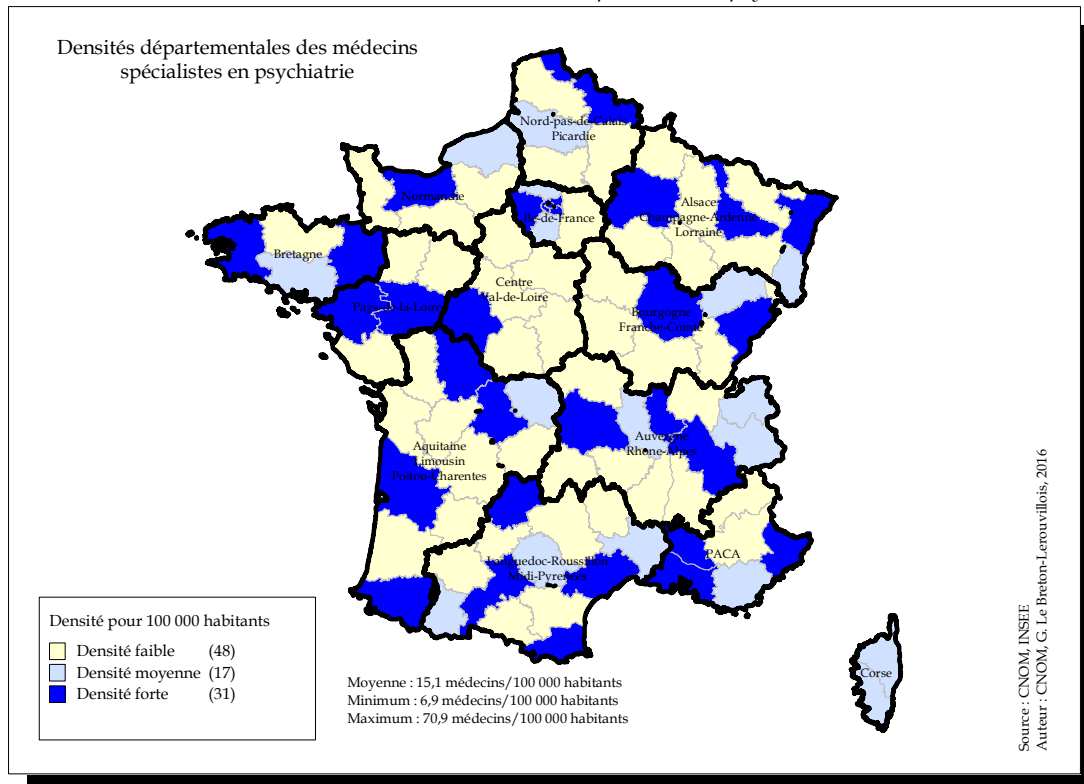 Densités départementales des médecins
spécialistes en psychiatrie
Nord-pas-de-Calais
Picardie
Normandie
Ile-de-France
Alsace
Champagne-Ardenne
Lorraine
Bretagne
Centre
Val-de-Loire
Pays-de-la-Loire
Bourgogne
Franche-Comté
Aquitaine
Limousin
Poitou-Charentes
Auvergne
Rhône-Alpes
PACA
Languedoc-Roussillon
Midi-Pyrénées
Corse
Densité pour 100 000 habitants
Densité faible (48)
Densité moyenne (17)
Densité forte (31)
Moyenne : 15,1 médecins/100 000 habitants
Minimum : 6,9 médecins/100 000 habitants
Maximum : 70,9 médecins/100 000 habitants
Source : CNOM, INSEE
Auteur : CNOM, G. Le Breton-Lerouvillois, 2016